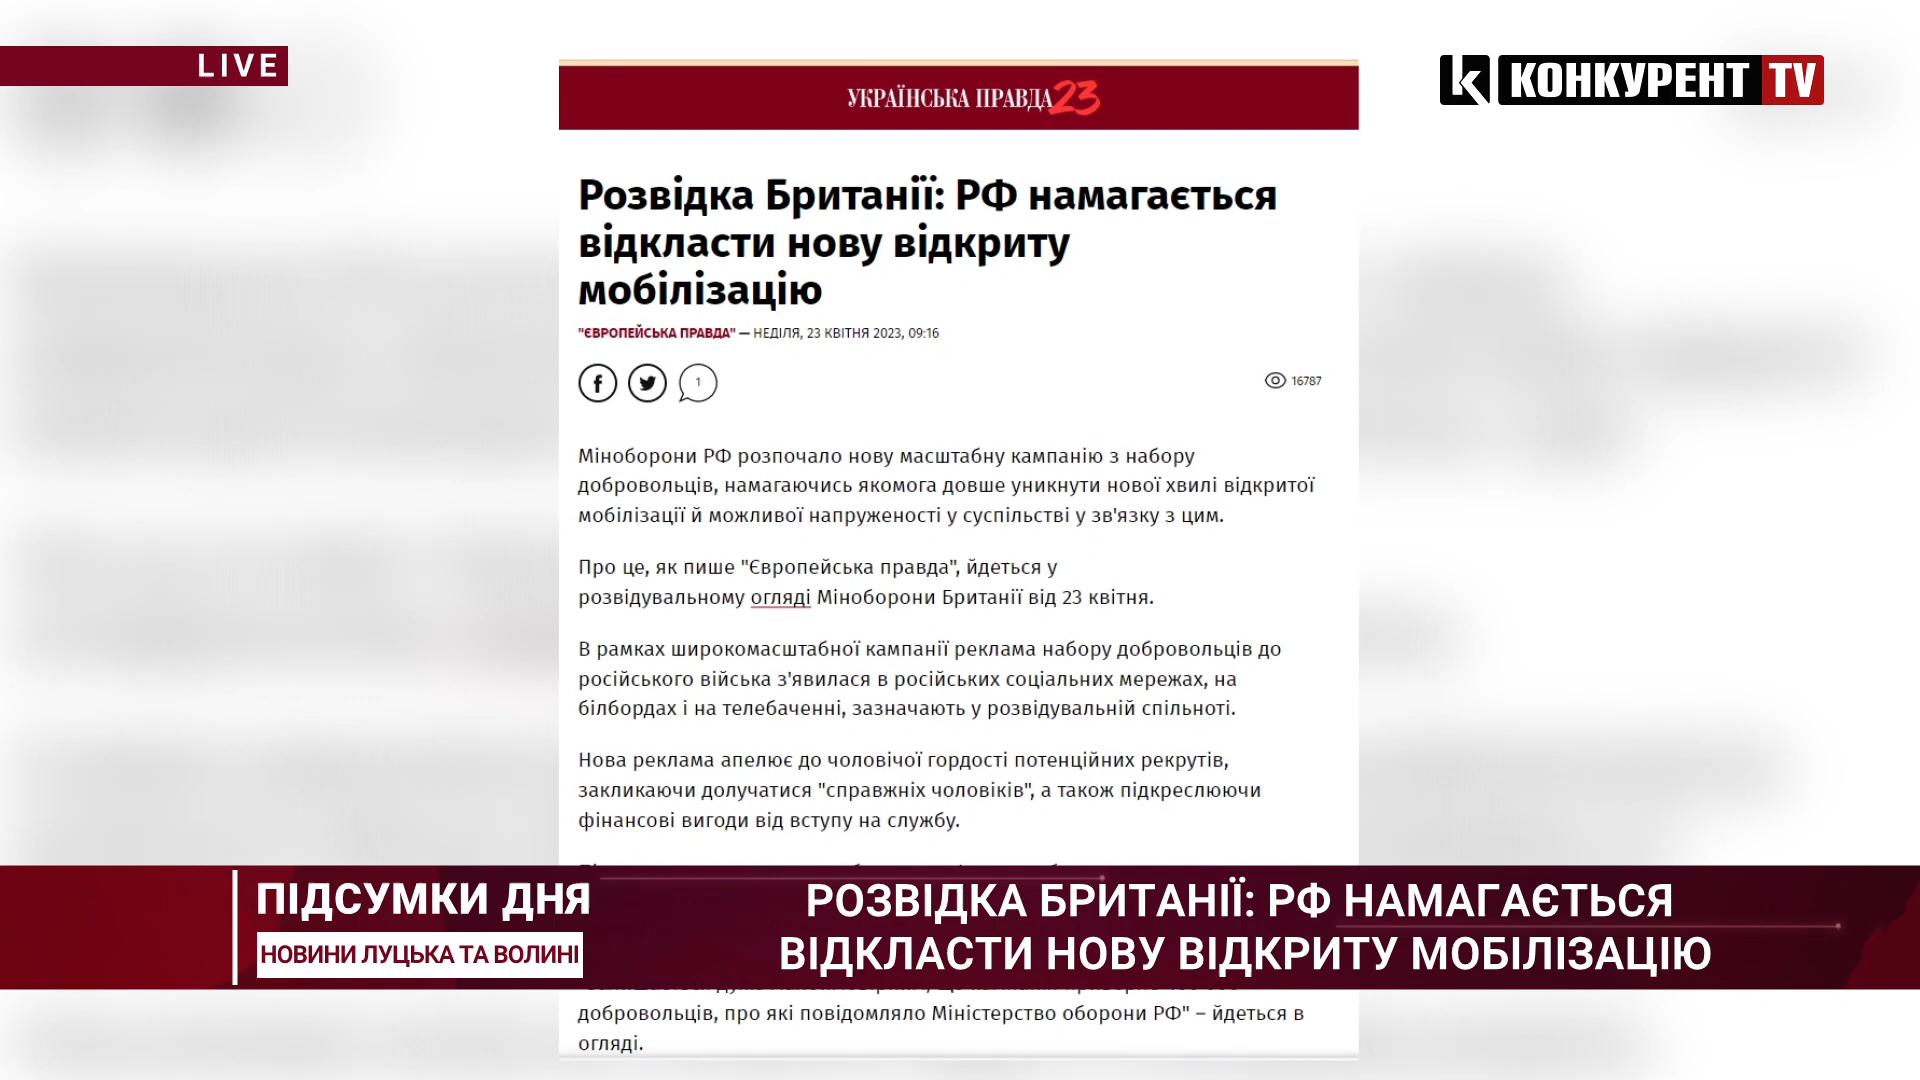 LIVE
УКРАЇНСЬКА ПРАВДА 23
K КОНКУРЕНТ TV
Розвідка Британії: РФ намагається
відкласти нову відкриту
мобілізацію
"ЄВРОПЕЙСЬКА ПРАВДА" — НЕДІЛЯ, 23 КВІТНЯ 2023, 09:16
1
16787
Міноборони РФ розпочало нову масштабну кампанію з набору
добровольців, намагаючись якомога довше уникнути нової хвилі відкритої
мобілізації й можливої напруженості у суспільстві у зв'язку з цим.
Про це, як пише "Європейська правда", йдеться у
розвідувальному огляді Міноборони Британії від 23 квітня.
В рамках широкомасштабної кампанії реклама набору добровольців до
російського війська з'явилася в російських соціальних мережах, на
білбордах і на телебаченні, зазначають у розвідувальній спільноті.
Нова реклама апелює до чоловічої гордості потенційних рекрутів,
закликаючи долучатися "справжніх чоловіків", а також підкреслюючи
фінансові вигоди від вступу на службу.
ПІДСУМКИ ДНЯ
НОВИНИ ЛУЦЬКА ТА ВОЛИНІ
РОЗВІДКА БРИТАНІЇ: РФ НАМАГАЄТЬСЯ
ВІДКЛАСТИ НОВУ ВІДКРИТУ МОБІЛІЗАЦІЮ
добровольців, про які повідомляло Міністерство оборони РФ" – йдеться в
огляді.